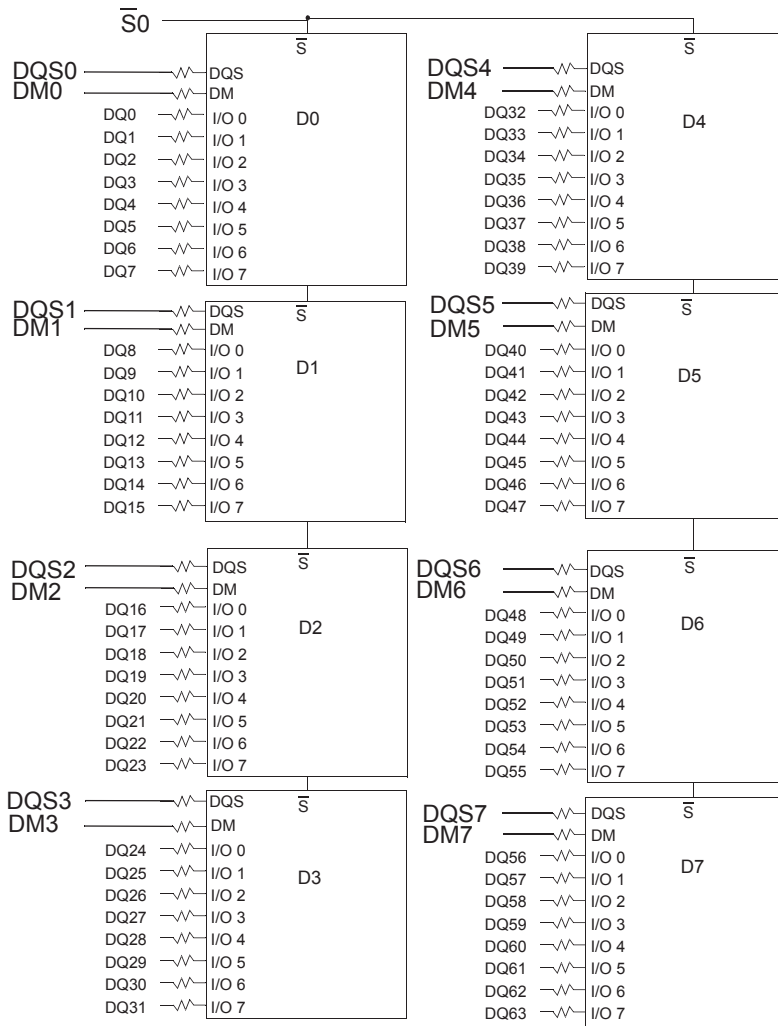 S̅0
S̅
DQS0 DQS
DM0 DM
D0
DQ0 I/O 0
DQ1 I/O 1
DQ2 I/O 2
DQ3 I/O 3
DQ4 I/O 4
DQ5 I/O 5
DQ6 I/O 6
DQ7 I/O 7
S̅
DQS1 DQS
DM1 DM
DQ8 I/O 0
DQ9 I/O 1
D1
DQ10 I/O 2
DQ11 I/O 3
DQ12 I/O 4
DQ13 I/O 5
DQ14 I/O 6
DQ15 I/O 7
S̅
DQS2 DQS
DM2 DM
DQ16 I/O 0
DQ17 I/O 1
D2
DQ18 I/O 2
DQ19 I/O 3
DQ20 I/O 4
DQ21 I/O 5
DQ22 I/O 6
DQ23 I/O 7
S̅
DQS3 DQS
DM3 DM
DQ24 I/O 0
DQ25 I/O 1
D3
DQ26 I/O 2
DQ27 I/O 3
DQ28 I/O 4
DQ29 I/O 5
DQ30 I/O 6
DQ31 I/O 7
S̅
DQS4 DQS
DM4 DM
DQ32 I/O 0
D4
DQ33 I/O 1
DQ34 I/O 2
DQ35 I/O 3
DQ36 I/O 4
DQ37 I/O 5
DQ38 I/O 6
DQ39 I/O 7
S̅
DQS5 DQS
DM5 DM
DQ40 I/O 0
DQ41 I/O 1
D5
DQ42 I/O 2
DQ43 I/O 3
DQ44 I/O 4
DQ45 I/O 5
DQ46 I/O 6
DQ47 I/O 7
S̅
DQS6 DQS
DM6 DM
DQ48 I/O 0
D6
DQ49 I/O 1
DQ50 I/O 2
DQ51 I/O 3
DQ52 I/O 4
DQ53 I/O 5
DQ54 I/O 6
DQ55 I/O 7
S̅
DQS7 DQS
DM7 DM
DQ56 I/O 0
D7
DQ57 I/O 1
DQ58 I/O 2
DQ59 I/O 3
DQ60 I/O 4
DQ61 I/O 5
DQ62 I/O 6
DQ63 I/O 7